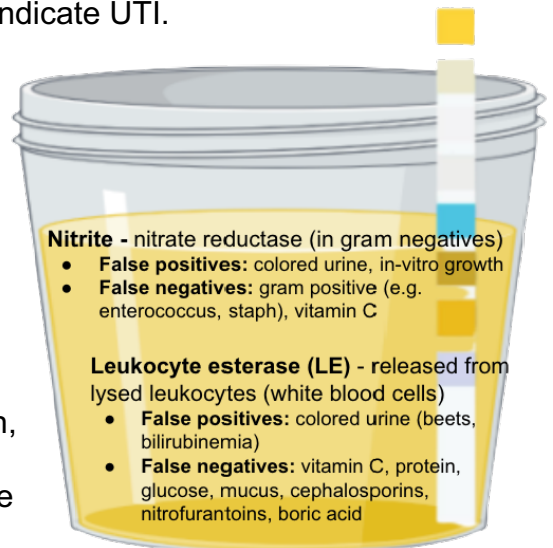 ndicate UTI.
Nitrite - nitrate reductase (in gram negatives)
● False positives: colored urine, in-vitro growth
● False negatives: gram positive (e.g.
enterococcus, staph), vitamin C
Leukocyte esterase (LE) - released from
lysed leukocytes (white blood cells)
● False positives: colored urine (beets,
bilirubinemia)
● False negatives: vitamin C, protein,
glucose, mucus, cephalosporins,
nitrofurantoins, boric acid
n,
e